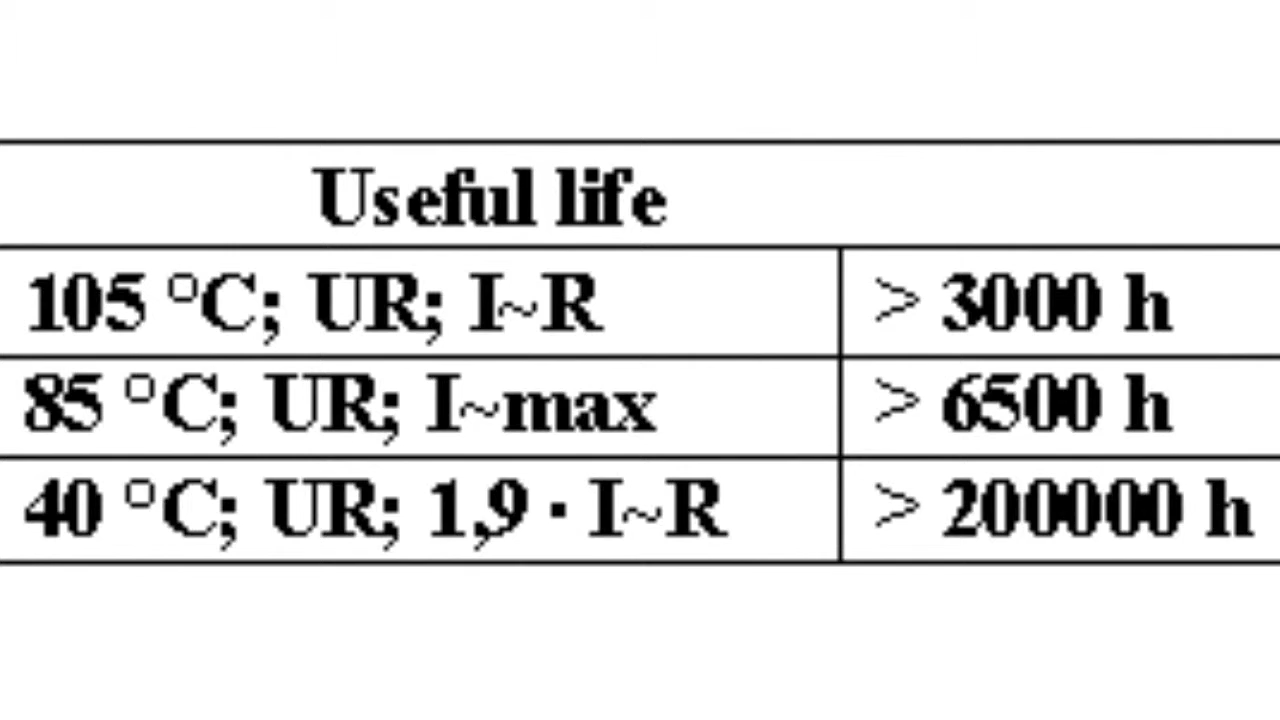 Useful life
105 °C; UR; I~R > 3000 h
85 °C; UR; I~max > 6500 h
40 °C; UR; 1,9 · I~R > 200000 h